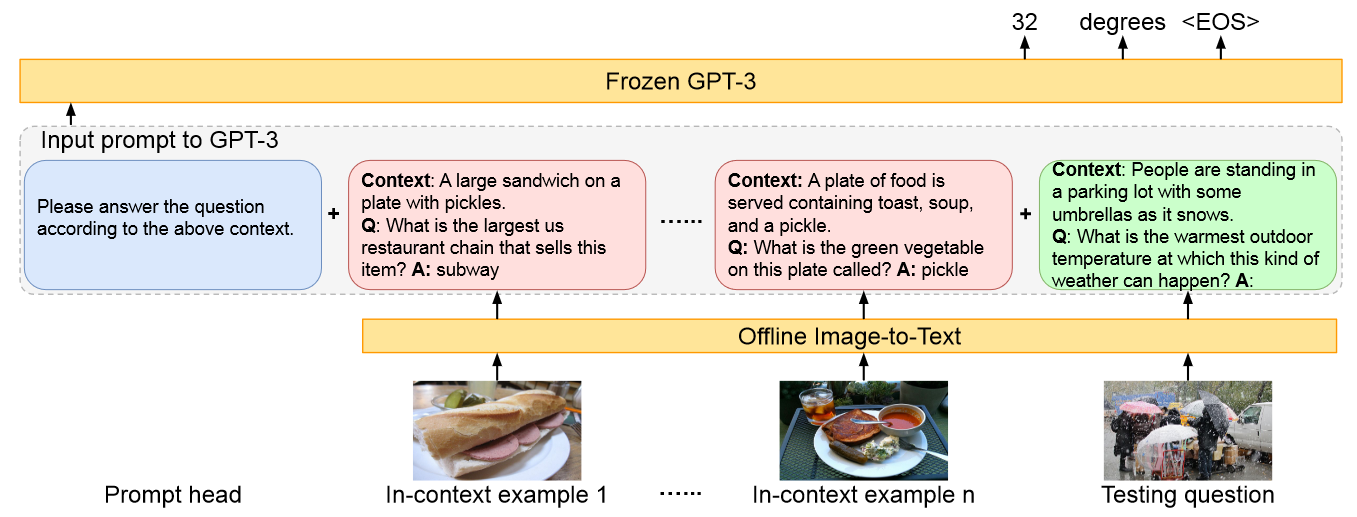 32 degrees <EOS>
Frozen GPT-3
Input prompt to GPT-3
Please answer the question
according to the above context.
+
Context: A large sandwich on a
plate with pickles.
Q: What is the largest us
restaurant chain that sells this
item? A: subway
......
Context: A plate of food is
served containing toast, soup,
and a pickle.
Q: What is the green vegetable
on this plate called? A: pickle
+
Context: People are standing in
a parking lot with some
umbrellas as it snows.
Q: What is the warmest outdoor
temperature at which this kind of
weather can happen? A:
Offline Image-to-Text
Prompt head
In-context example 1
......
In-context example n
Testing question